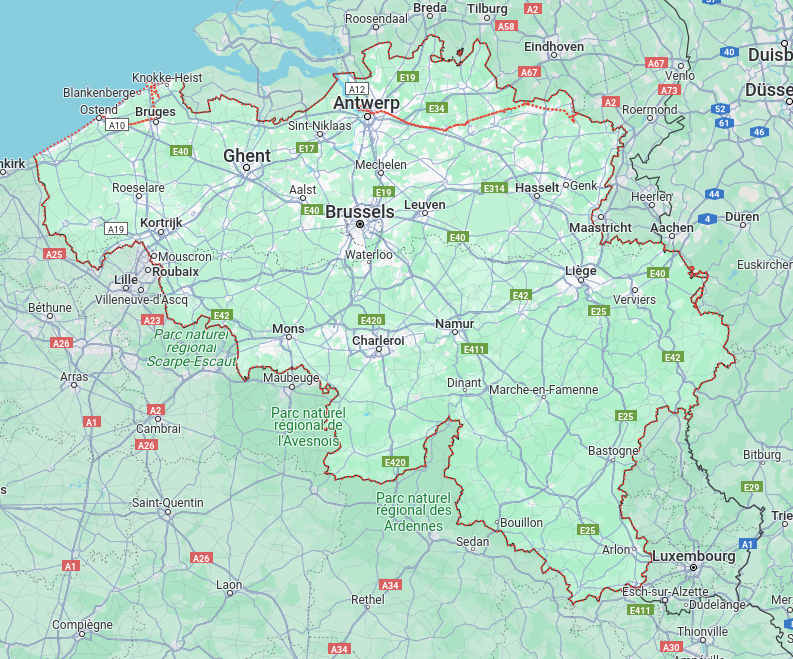 Breda
Tilburg
A2
Roosendaal
A58
40
Duisb
Eindhoven
A67
A67
Venlo
Knokke-Heist
E19
A73
Düsse
Blankenberge
A12
Antwerp
E34
A2
Roermond
52
Ostend
Bruges
61
46
A10
Sint-Niklaas
E17
nkirk
E40
Ghent
Mechelen
Roeselare
Aalst
E19
E314
Hasselt
Genk
Heerlen
44
E40
Brussels
Leuven
4
Düren
A19
Kortrijk
Maastricht
Aachen
E40
A25
Mouscron
Waterloo
Euskirchen
Lille
Roubaix
Liège
E40
Villeneuve-d'Ascq
E42
Verviers
Béthune
E42
E25
A23
E420
Namur
Parc naturel
régional
Scarpe-Escaut
Mons
Charleroi
A26
E411
E42
Arras
Maubeuge
Dinant
Marche-en-Famenne
A2
Parc naturel
régional de
l'Avesnois
A1
Cambrai
E25
A26
Bastogne
Bitburg
E420
E29
Saint-Quentin
Parc naturel
régional des
Ardennes
Bouillon
Trie
E25
Sedan
A1
Arlon
Luxembourg
A26
A1
Laon
A34
Esch-sur-Alzette
Rethel
Dudelange
Mer
E411
Compiègne
Thionville
A34
A30